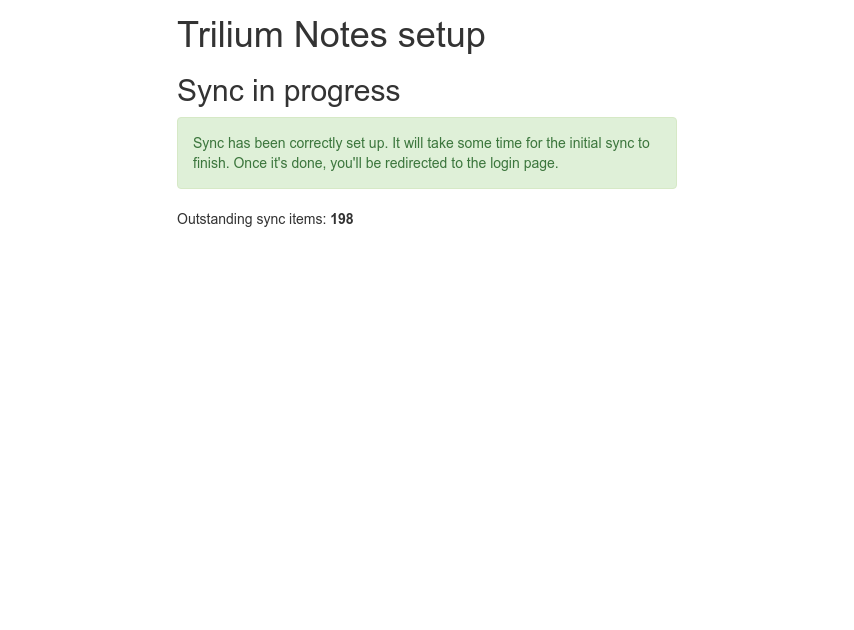 Trilium Notes setup
Sync in progress
Sync has been correctly set up. It will take some time for the initial sync to
finish. Once it's done, you'll be redirected to the login page.
Outstanding sync items: 198